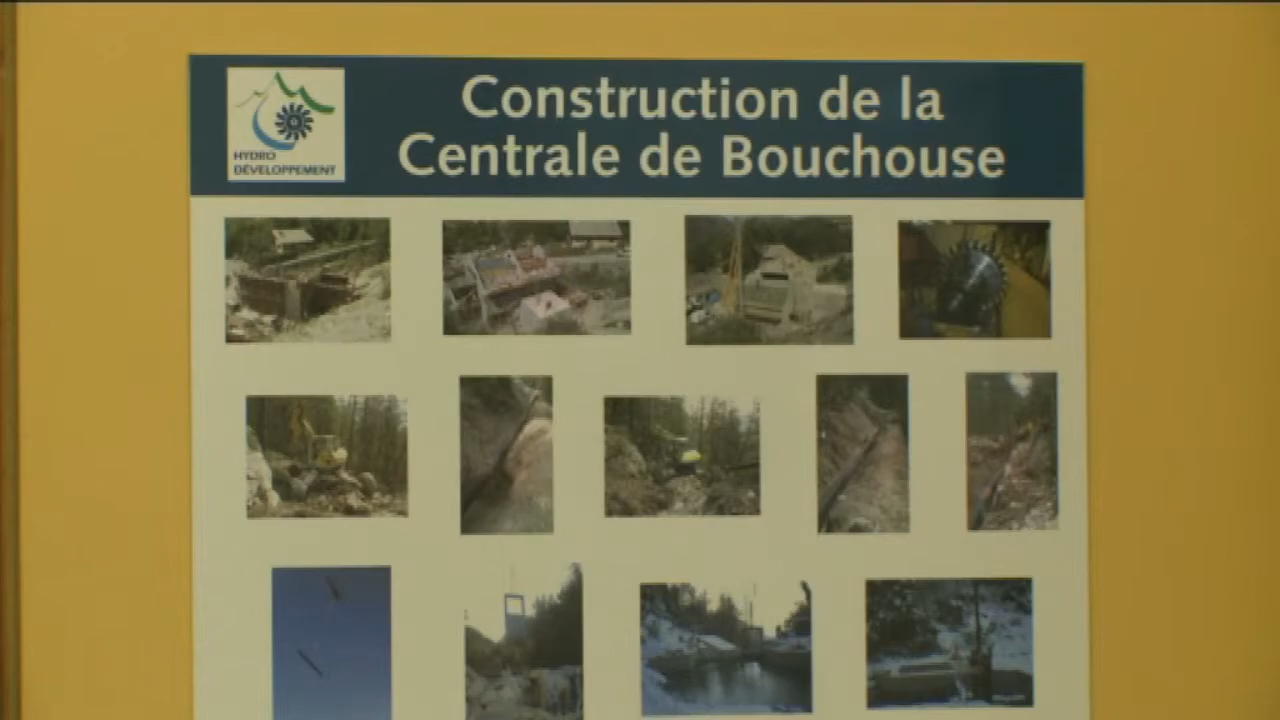 Construction de la
Centrale de Bouchouse
HYDRO
DÉVELOPPEMENT